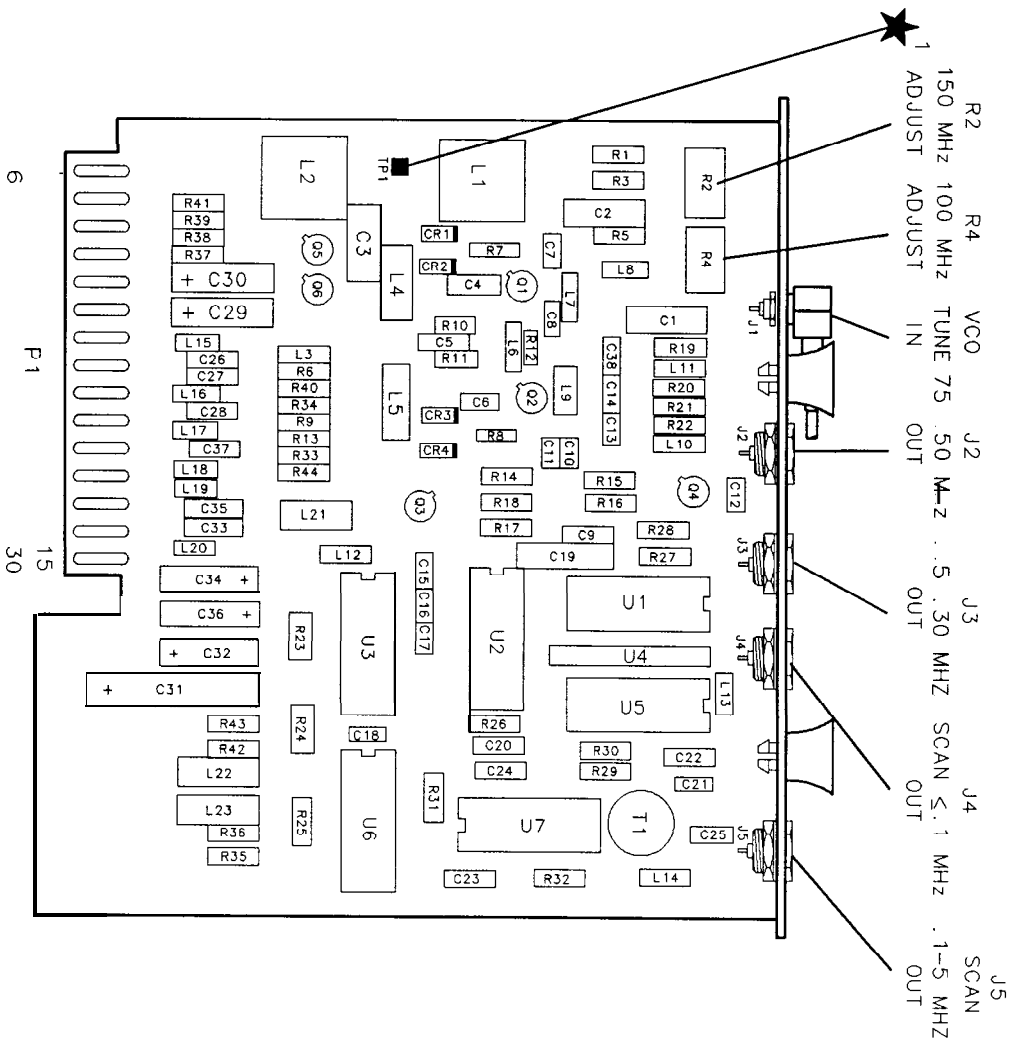 1
R2
150 MHz
ADJUST
R4
100 MHz
ADJUST
VCO
TUNE
IN
J2
75 . 50 M-z
OUT
J3
. . 5 . 30 MHZ
OUT
J4
SCAN ≤ . 1 MHz
OUT
J5
SCAN
. 1-5 MHZ
OUT
R1
R3
R2
R4
C2
R5
L1
TP1
L2
C3
L4
CR1
CR2
R7
C7
L8
C4
Q1
L7
C8
C1
J1
R41
R39
R38
R37
Q5
Q6
+ C30
+ C29
R10
C5
R11
L6
R12
C38
C14
C13
R19
L11
R20
R21
R22
L10
L15
C26
C27
L16
C28
L17
C37
L18
L19
C35
C33
L20
L3
R6
R40
R34
R9
R13
R33
R44
L5
CR3
CR4
C6
Q2
L9
R8
C11
C10
J2
L21
Q3
R14
R18
R17
R15
R16
Q4
C12
R28
R27
C9
C19
J3
L12
C15
C16
C17
C34 +
C36 +
+ C32
+ C31
R23
U3
U2
U1
U4
U5
J4
L13
R43
R42
L22
L23
R36
R35
R24
R25
C18
U6
R31
R26
C20
C24
R30
R29
C22
C21
U7
T1
C25
J5
C23
R32
L14
6
P1
15
30